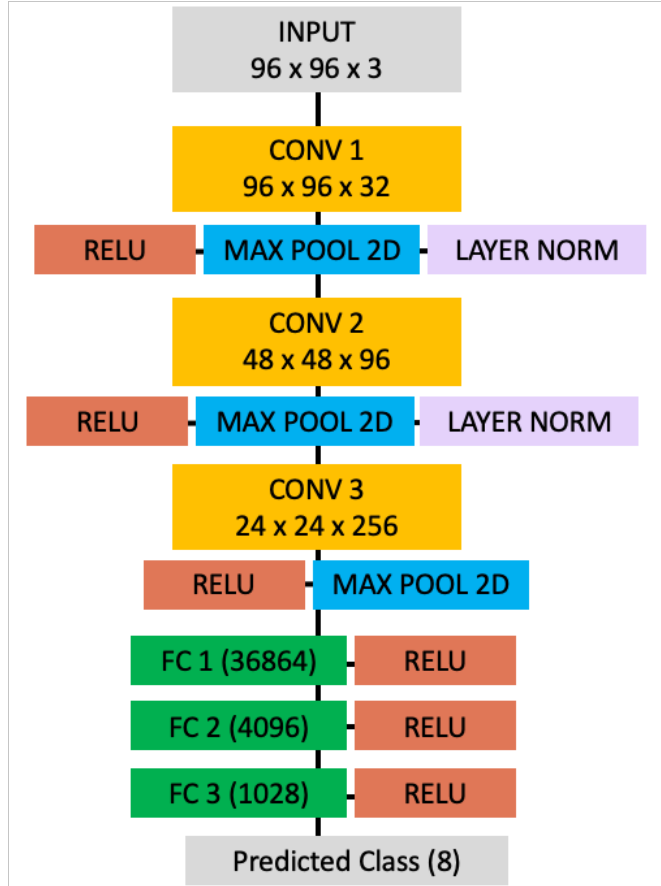 INPUT
96 x 96 x 3
CONV 1
96 x 96 x 32
RELU
MAX POOL 2D
LAYER NORM
CONV 2
48 x 48 x 96
RELU
MAX POOL 2D
LAYER NORM
CONV 3
24 x 24 x 256
RELU
MAX POOL 2D
FC 1 (36864)
RELU
FC 2 (4096)
RELU
FC 3 (1028)
RELU
Predicted Class (8)